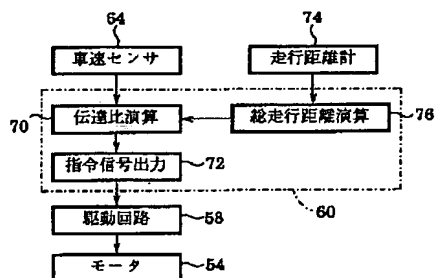 64
74
車速センサ
走行距離計
70
伝達比演算
総走行距離演算
76
指令信号出力
72
60
駆動回路
58
モータ
54